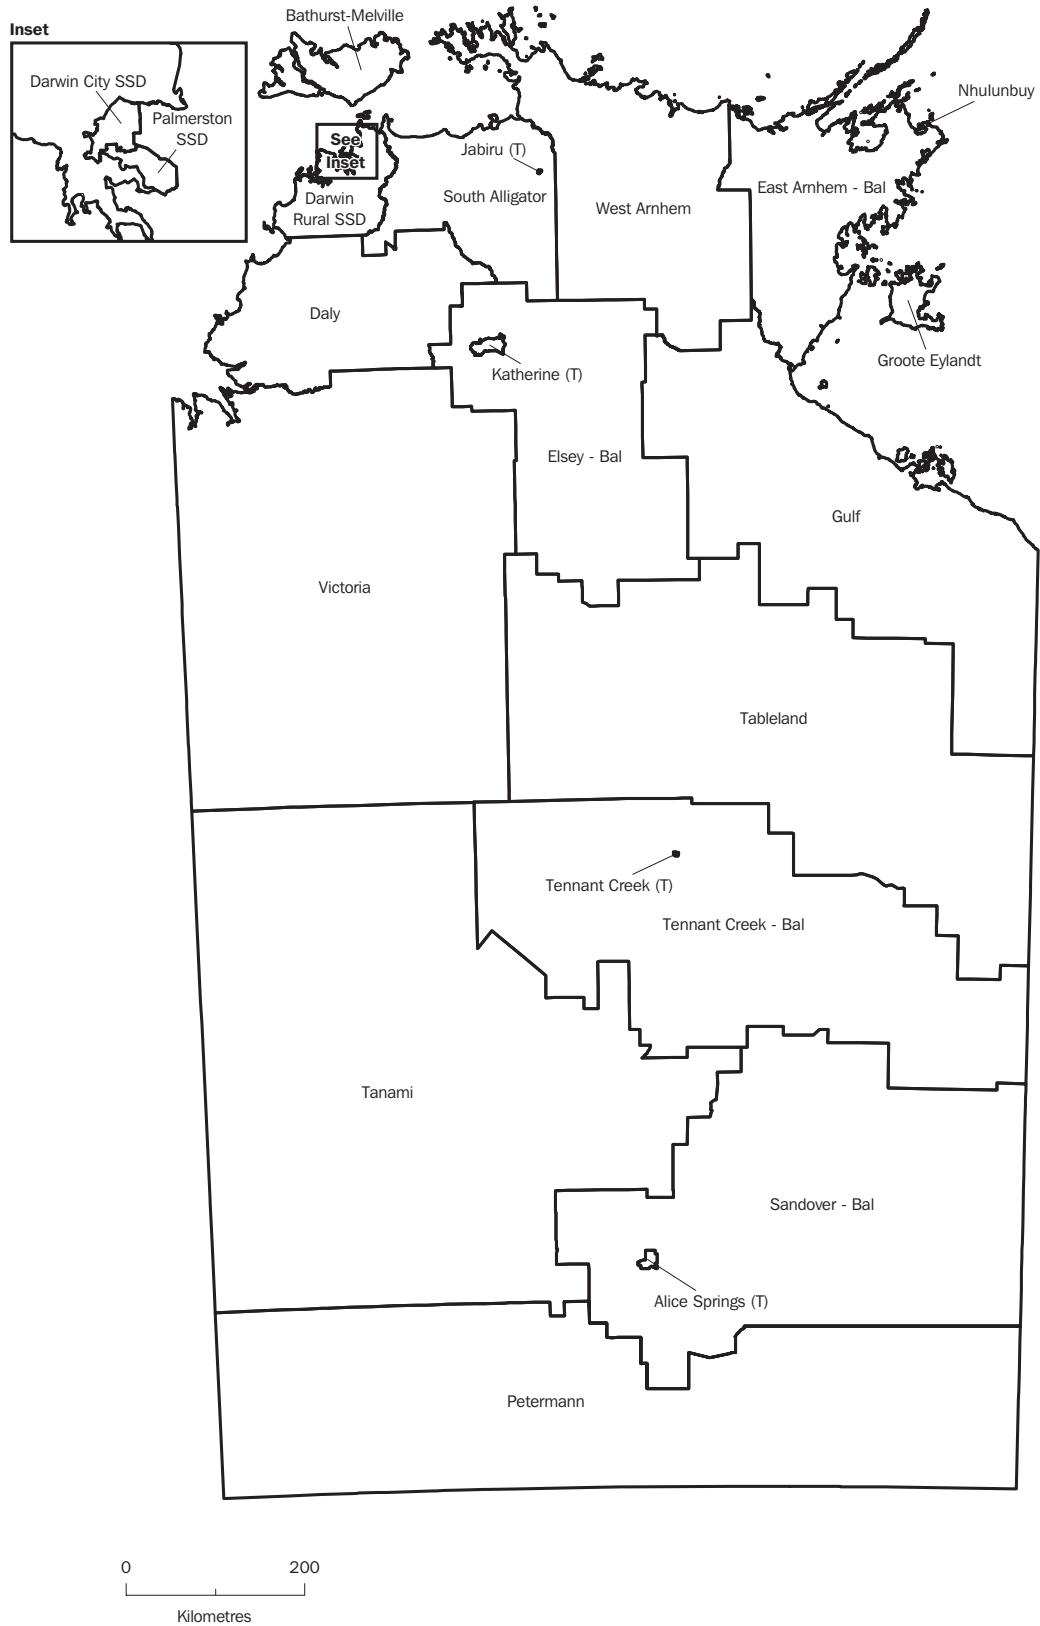 Bathurst-Melville
Inset
Darwin City SSD
Palmerston
SSD
Nhulunbuy
See
Inset
Jabiru (T)
Darwin
Rural SSD
South Alligator
West Arnhem
East Arnhem - Bal
Daly
Groote Eylandt
Katherine (T)
Elsey - Bal
Gulf
Victoria
Tableland
Tennant Creek (T)
Tennant Creek - Bal
Tanami
Sandover - Bal
Alice Springs (T)
Petermann
0 200
Kilometres